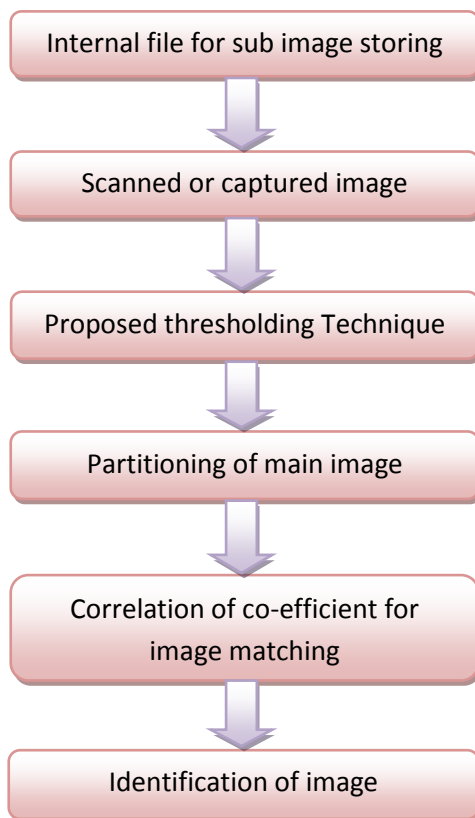 Internal file for sub image storing
Scanned or captured image
Proposed thresholding Technique
Partitioning of main image
Correlation of co-efficient for
image matching
Identification of image